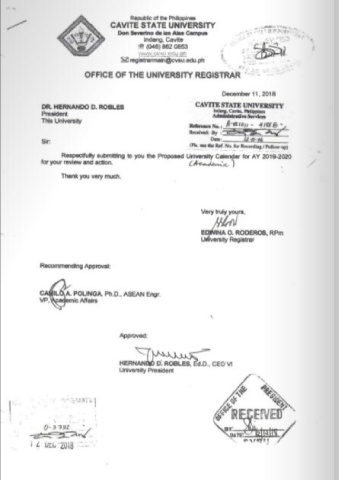 Republic of the Philippines
CAVITE STATE UNIVERSITY
Don Severino de las Alas Campus
Indang, Cavite
(046) 862 0853
www.cvsu.edu.ph
registrarmain@cvsu.edu.ph
OFFICE OF THE UNIVERSITY REGISTRAR
December 11, 2018
DR. HERNANDO D. ROBLES
President
This University
CAVITE STATE UNIVERSITY
Indang, Cavite, Philippines
Administrative Services
Reference No.:
Received: By
Date:
(Pls. use the Ref. No. for Recording / Follow-up)
Sir:
Respectfully submitting to you the Proposed University Calendar for AY 2019-2020
for your review and action. (Academic)
Thank you very much.
Very truly yours,
EDWINA O. RODEROS, RPm
University Registrar
Recommending Approval:
CAMILO A. POLINGA, Ph.D., ASEAN Engr.
VP, Academic Affairs
Approved:
HERNANDO D. ROBLES, Ed.D., CEO VI
University President
OFFICE OF THE PRESIDENT
RECEIVED
BY:
DATE:
DEC 2018